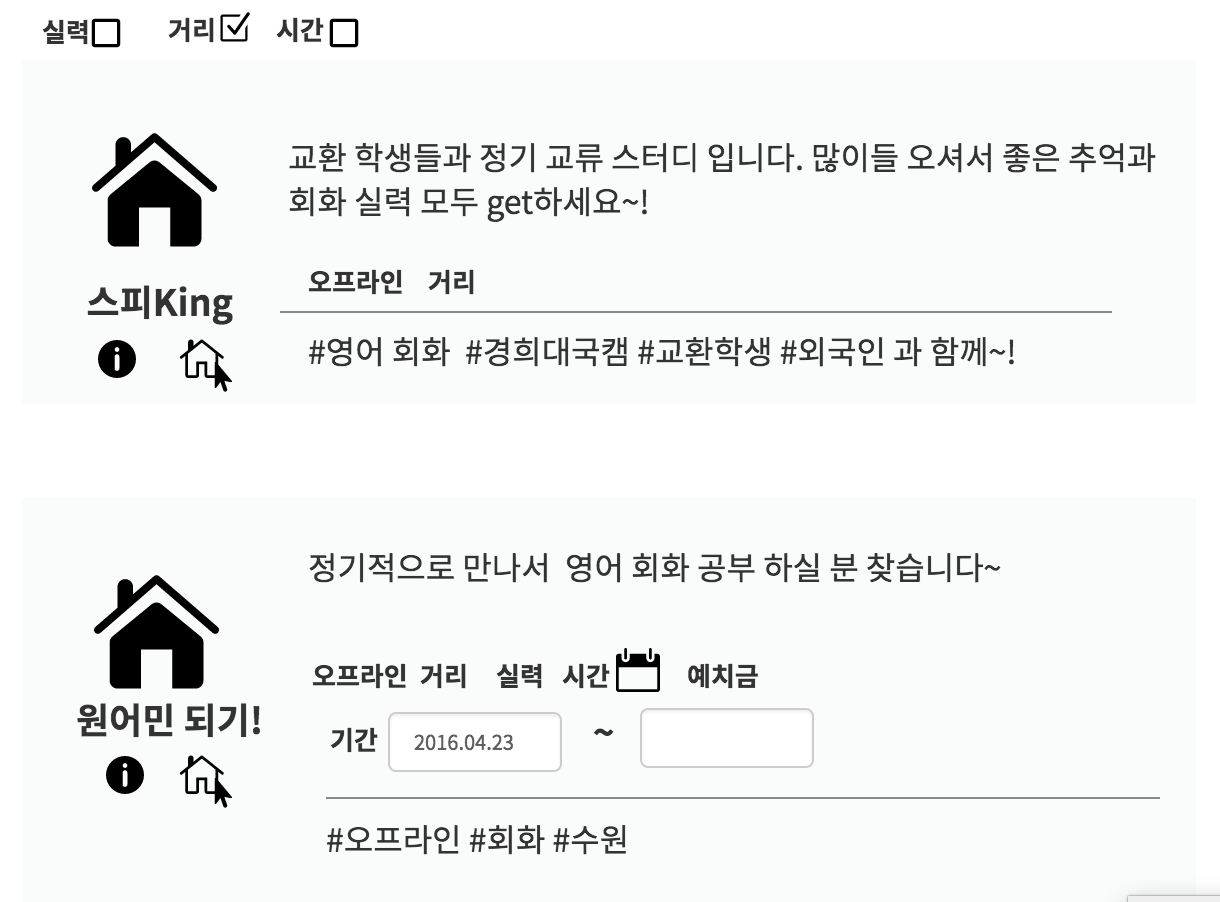 실력 거리 시간
교환 학생들과 정기 교류 스터디 입니다. 많이들 오셔서 좋은 추억과
회화 실력 모두 get하세요~!
오프라인 거리
스피King
#영어 회화 #경희대국캠 #교환학생 #외국인 과 함께~!
정기적으로 만나서 영어 회화 공부 하실 분 찾습니다~
오프라인 거리 실력 시간 예치금
원어민 되기!
기간 2016.04.23 ~
#오프라인 #회화 #수원